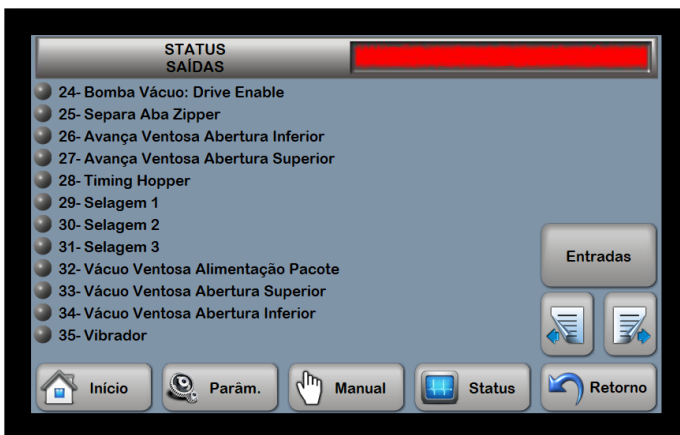 STATUS
SAÍDAS
24- Bomba Vácuo: Drive Enable
25- Separa Aba Zipper
26- Avança Ventosa Abertura Inferior
27- Avança Ventosa Abertura Superior
28- Timing Hopper
29- Selagem 1
30- Selagem 2
31- Selagem 3
32- Vácuo Ventosa Alimentação Pacote
33- Vácuo Ventosa Abertura Superior
34- Vácuo Ventosa Abertura Inferior
35- Vibrador
Entradas
Início
Parâm.
Manual
Status
Retorno